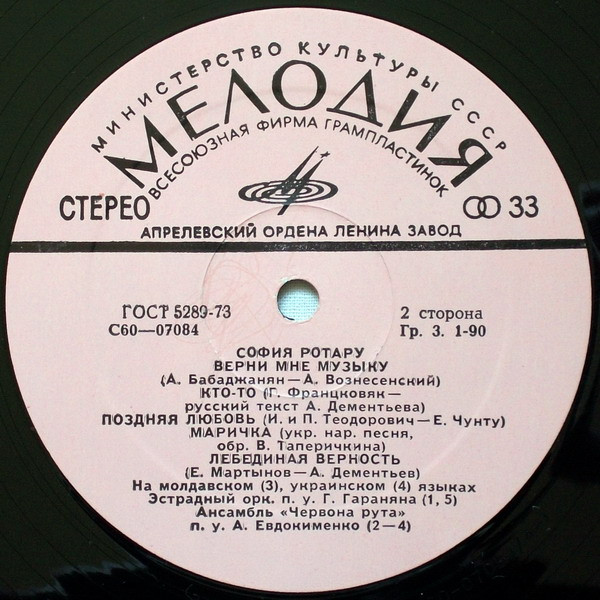 МИНИСТЕРСТВО КУЛЬТУРЫ СССР
МЕЛОДИЯ
ВСЕСОЮЗНАЯ ФИРМА ГРАМПЛАСТИНОК
СТЕРЕО 33
АПРЕЛЕВСКИЙ ОРДЕНА ЛЕНИНА ЗАВОД
ГОСТ 5289-73 2 сторона
С60—07084 Гр. 3. 1-90
СОФИЯ РОТАРУ
ВЕРНИ МНЕ МУЗЫКУ
(А. Бабаджанян—А. Вознесенский)
КТО-ТО (Г. Францковяк—
русский текст А. Дементьева)
ПОЗДНЯЯ ЛЮБОВЬ (И. и П. Теодорович—Е. Чунту)
МАРИЧКА (укр. нар. песня,
обр. В. Таперичкина)
ЛЕБЕДИНАЯ ВЕРНОСТЬ
(Е. Мартынов—А. Дементьев)
На молдавском (3), украинском (4) языках
Эстрадный орк. п. у. Г. Гараняна (1, 5)
Ансамбль «Червона рута»
п. у. А. Евдокименко (2—4)